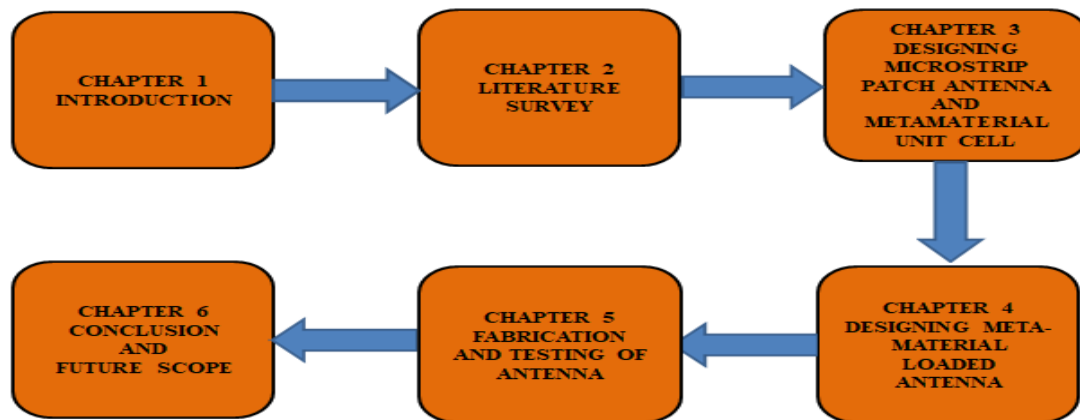 CHAPTER 1
INTRODUCTION
CHAPTER 2
LITERATURE
SURVEY
CHAPTER 3
DESIGNING
MICROSTRIP
PATCH ANTENNA
AND
METAMATERIAL
UNIT CELL
CHAPTER 4
DESIGNING META-
MATERIAL
LOADED
ANTENNA
CHAPTER 5
FABRICATION
AND TESTING OF
ANTENNA
CHAPTER 6
CONCLUSION
AND
FUTURE SCOPE